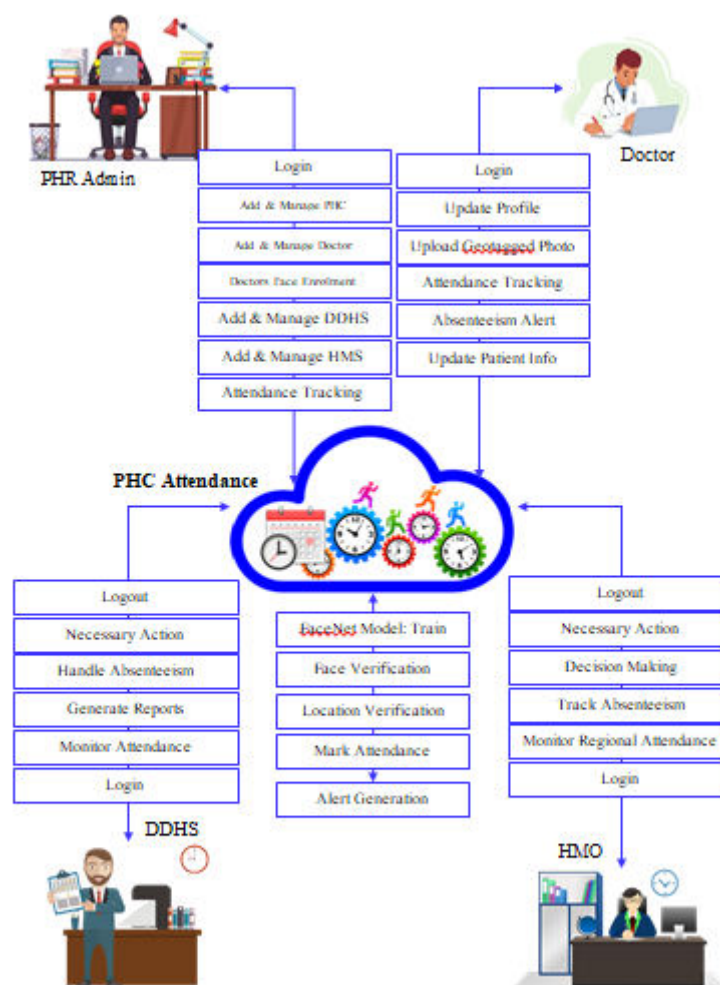 PHR Admin
Doctor
Login
Add & Manage PHC
Add & Manage Doctor
Doctors Face Enrolment
Add & Manage DDHS
Add & Manage HMS
Attendance Tracking
Login
Update Profile
Upload Geotagged Photo
Attendance Tracking
Absenteeism Alert
Update Patient Info
PHC Attendance
Logout
Necessary Action
Handle Absenteeism
Generate Reports
Monitor Attendance
Login
DDHS
FaceNet Model: Train
Face Verification
Location Verification
Mark Attendance
Alert Generation
Logout
Necessary Action
Decision Making
Track Absenteeism
Monitor Regional Attendance
Login
HMO